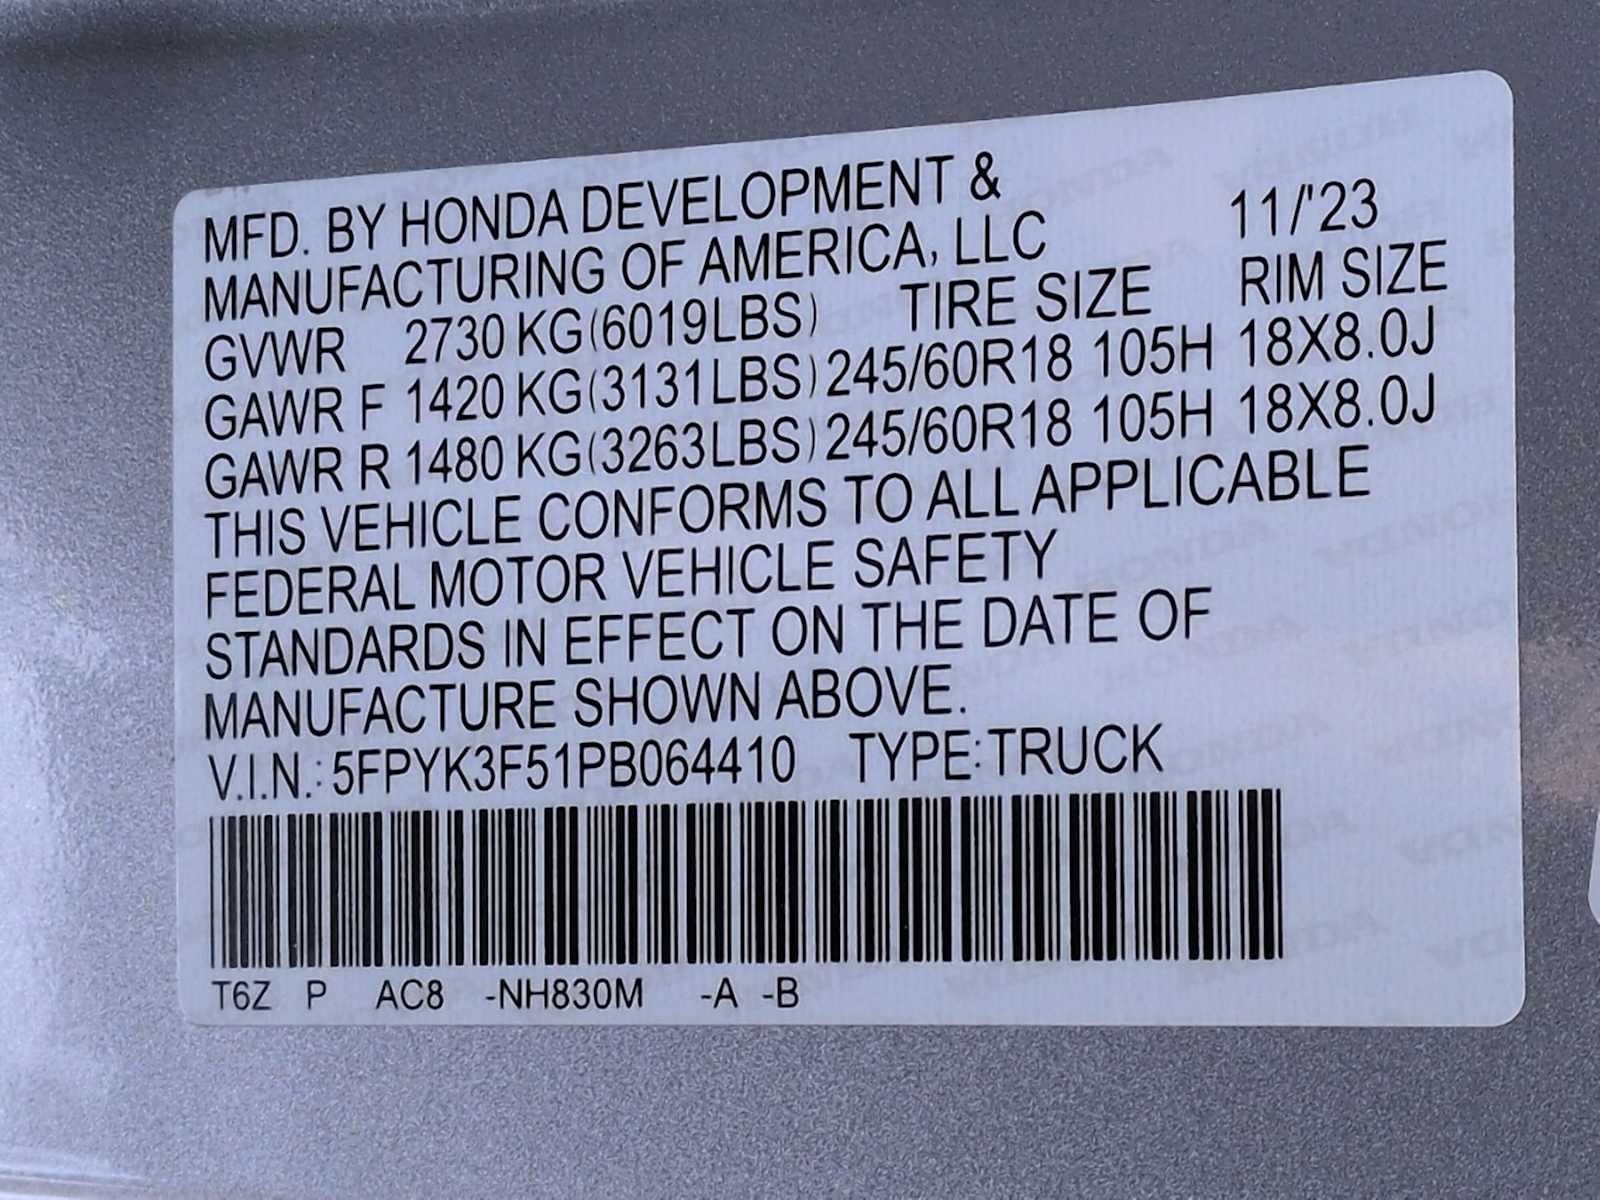 MFD. BY HONDA DEVELOPMENT &
MANUFACTURING OF AMERICA, LLC 11/'23
GVWR 2730 KG(6019LBS) TIRE SIZE RIM SIZE
GAWR F 1420 KG(3131LBS) 245/60R18 105H 18X8.0J
GAWR R 1480 KG(3263LBS) 245/60R18 105H 18X8.0J
THIS VEHICLE CONFORMS TO ALL APPLICABLE
FEDERAL MOTOR VEHICLE SAFETY
STANDARDS IN EFFECT ON THE DATE OF
MANUFACTURE SHOWN ABOVE.
V.I.N.: 5FPYK3F51PB064410 TYPE: TRUCK
T6Z P AC8 -NH830M -A -B